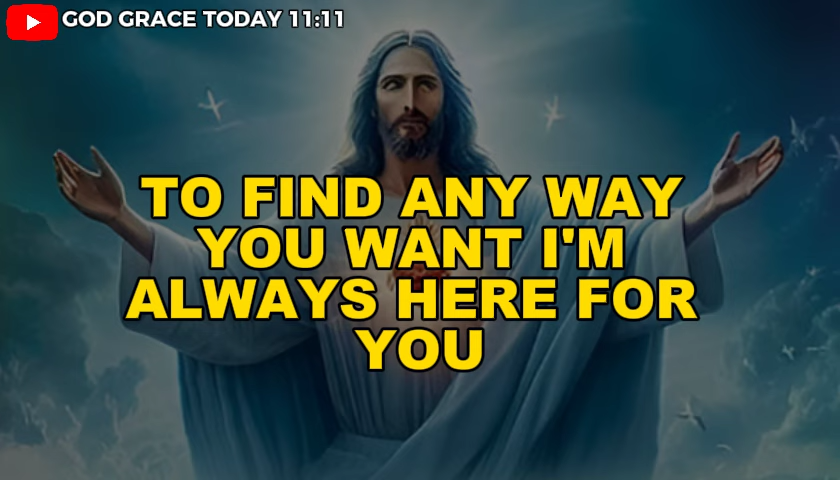 GOD GRACE TODAY 11:11
TO FIND ANY WAY
YOU WANT I'M
ALWAYS HERE FOR
YOU